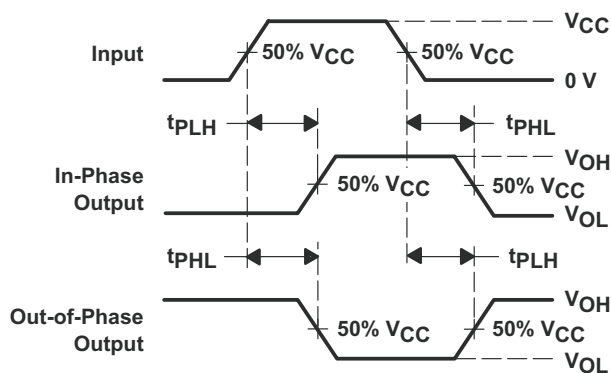 VCC
Input
50% VCC
50% VCC
0 V
tPLH
tPHL
VOH
In-Phase
Output
50% VCC
50% VCC
VOL
tPHL
tPLH
VOH
Out-of-Phase
Output
50% VCC
50% VCC
VOL